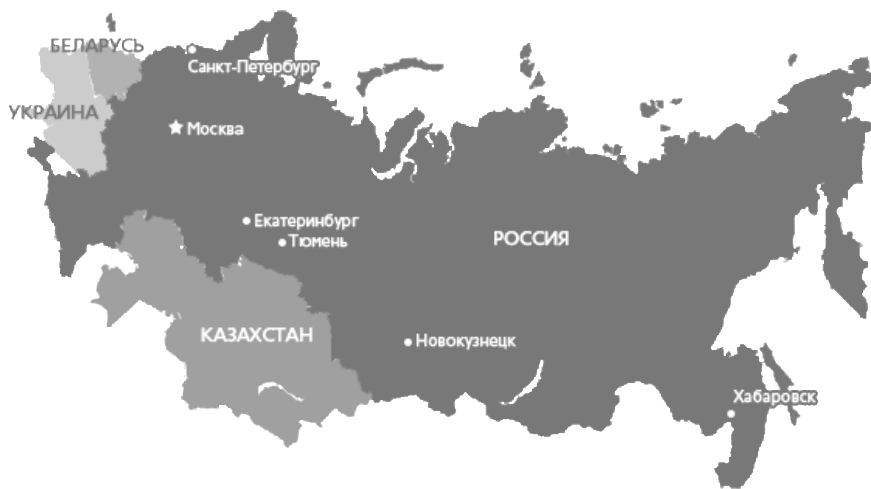 БЕЛАРУСЬ
Санкт-Петербург
УКРАИНА
Москва
Екатеринбург
Тюмень
РОССИЯ
КАЗАХСТАН
Новокузнецк
Хабаровск